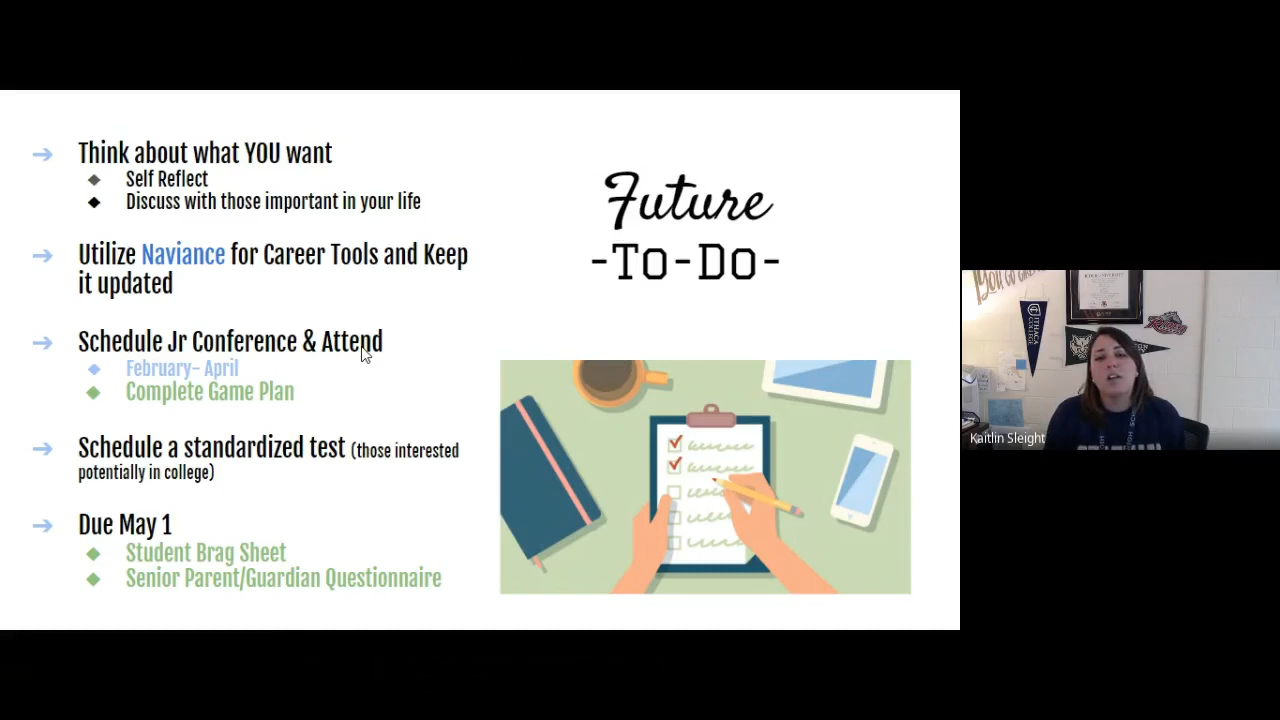 Think about what YOU want
Self Reflect
Discuss with those important in your life
Utilize Naviance for Career Tools and Keep
it updated
Schedule Jr Conference & Attend
February- April
Complete Game Plan
Schedule a standardized test (those interested
potentially in college)
Due May 1
Student Brag Sheet
Senior Parent/Guardian Questionnaire
Future
-To-Do-
ITHACA
COLLEGE
Kaitlin Sleight